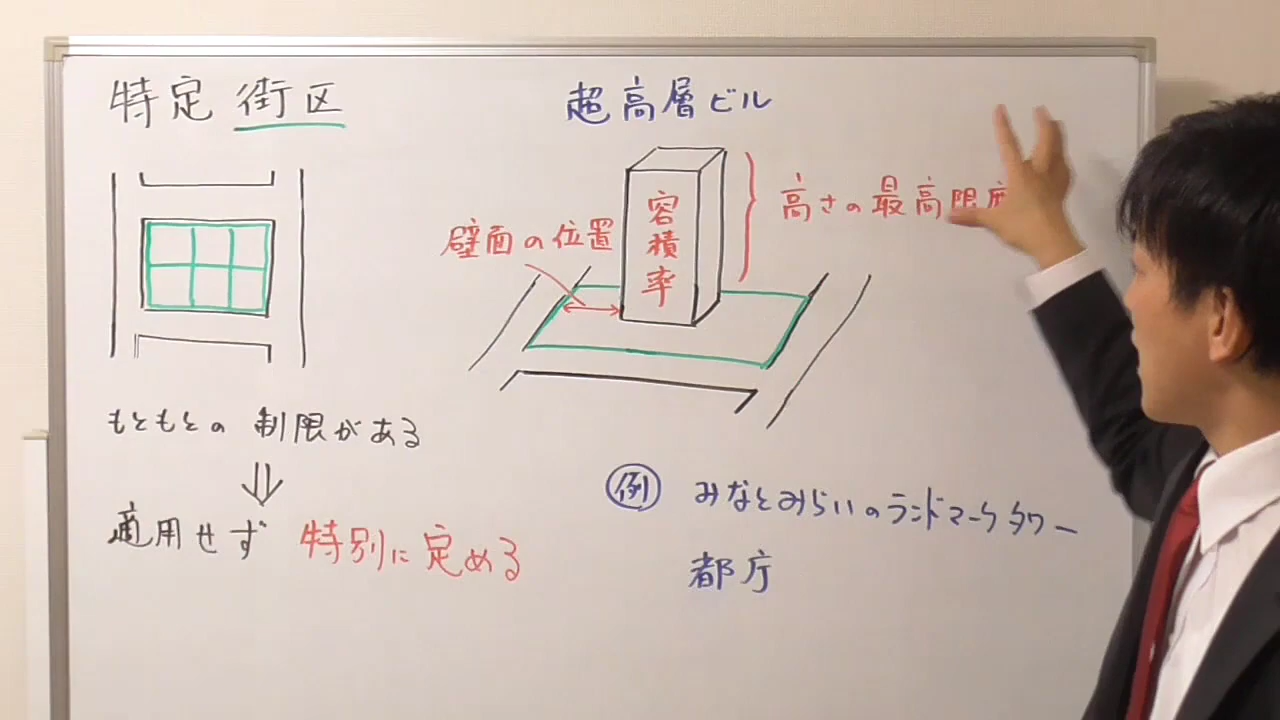 特定街区
超高層ビル
容積率
高さの最高限度
壁面の位置
もともとの制限がある
適用せず 特別に定める
例 みなとみらいのランドマークタワー
都庁